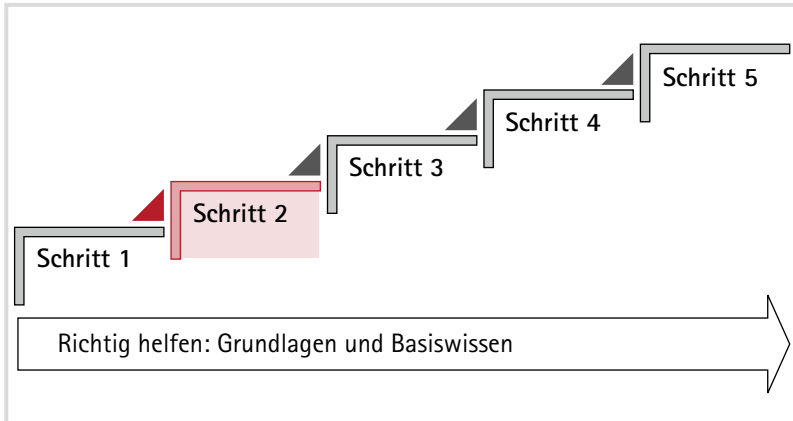 Schritt 1
Schritt 2
Schritt 3
Schritt 4
Schritt 5
Richtig helfen: Grundlagen und Basiswissen